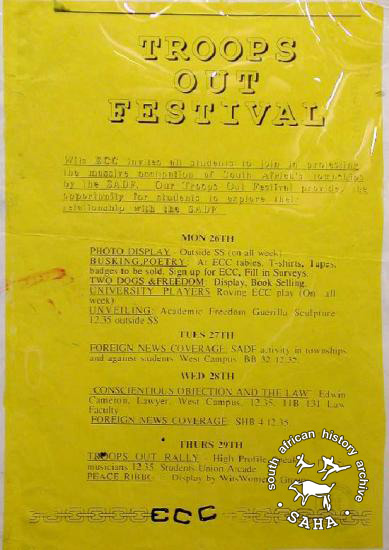 TROOPS
OUT
FESTIVAL
Wits ECC invites all students to join in protesting
the massive occupation of South Africa's townships
by the SADF. Our Troops Out Festival provides the
opportunity for students to explore their
relationship with the SADF
MON 26TH
PHOTO DISPLAY - Outside SS (on all week)
BUSKING, POETRY: At ECC tables, T-shirts, Tapes,
badges to be sold. Sign up for ECC, Fill in Surveys.
TWO DOGS & FREEDOM: Display, Book Selling.
UNIVERSITY PLAYERS Roving ECC play (On all
week)
UNVEILING: Academic Freedom Guerilla Sculpture
12.35 outside SS
TUES 27TH
FOREIGN NEWS COVERAGE: SADF activity in townships
and against students West Campus BB 32 12.35.
WED 28TH
"CONSCIENTIOUS OBJECTION AND THE LAW" Edwin
Cameron, Lawyer, West Campus, 12.35, 11B 131 Law
Faculty
FOREIGN NEWS COVERAGE SHB 4 12.35
THURS 29TH
TROOPS OUT RALLY - High Profile
musicians 12.35 Students Union Arcade
PEACE - Display by Wits Women's
ECC
south african history archive
SAHA